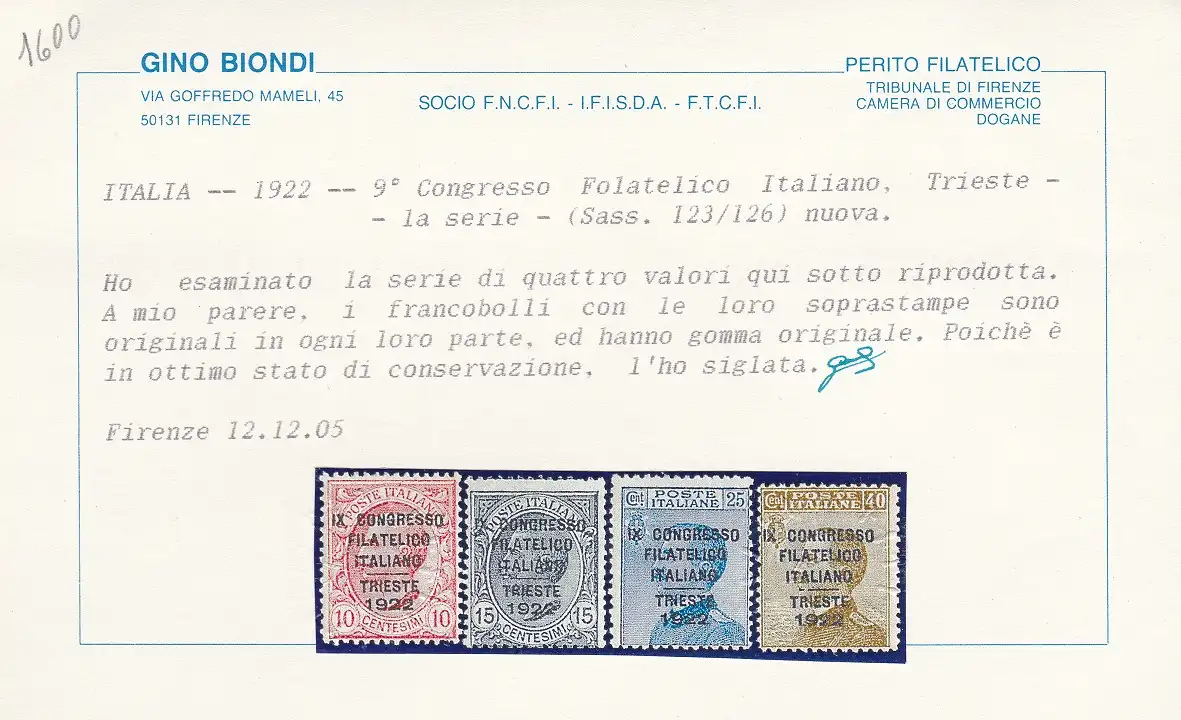 1600
GINO BIONDI
VIA GOFFREDO MAMELI, 45
50131 FIRENZE
SOCIO F.N.C.F.I. - I.F.I.S.D.A. - F.T.C.F.I.
PERITO FILATELICO
TRIBUNALE DI FIRENZE
CAMERA DI COMMERCIO
DOGANE
ITALIA -- 1922 -- 9° Congresso Folatelico Italiano, Trieste -
- la serie - (Sass. 123/126) nuova.
Ho esaminato la serie di quattro valori qui sotto riprodotta.
A mio parere, i francobolli con le loro soprastampe sono
originali in ogni loro parte, ed hanno gomma originale. Poichè è
in ottimo stato di conservazione, l'ho siglata.
Firenze 12.12.05
POSTE ITALIANE
IX CONGRESSO
FILATELICO
ITALIANO
TRIESTE
1922
10 10
CENTESIMI
POSTE ITALIANE
IX CONGRESSO
FILATELICO
ITALIANO
TRIESTE
1922
15 15
CENTESIMI
Cent POSTE ITALIANE 25
IX CONGRESSO
FILATELICO
ITALIANO
TRIESTE
1922
Cent POSTE ITALIANE 40
IX CONGRESSO
FILATELICO
ITALIANO
TRIESTE
1922